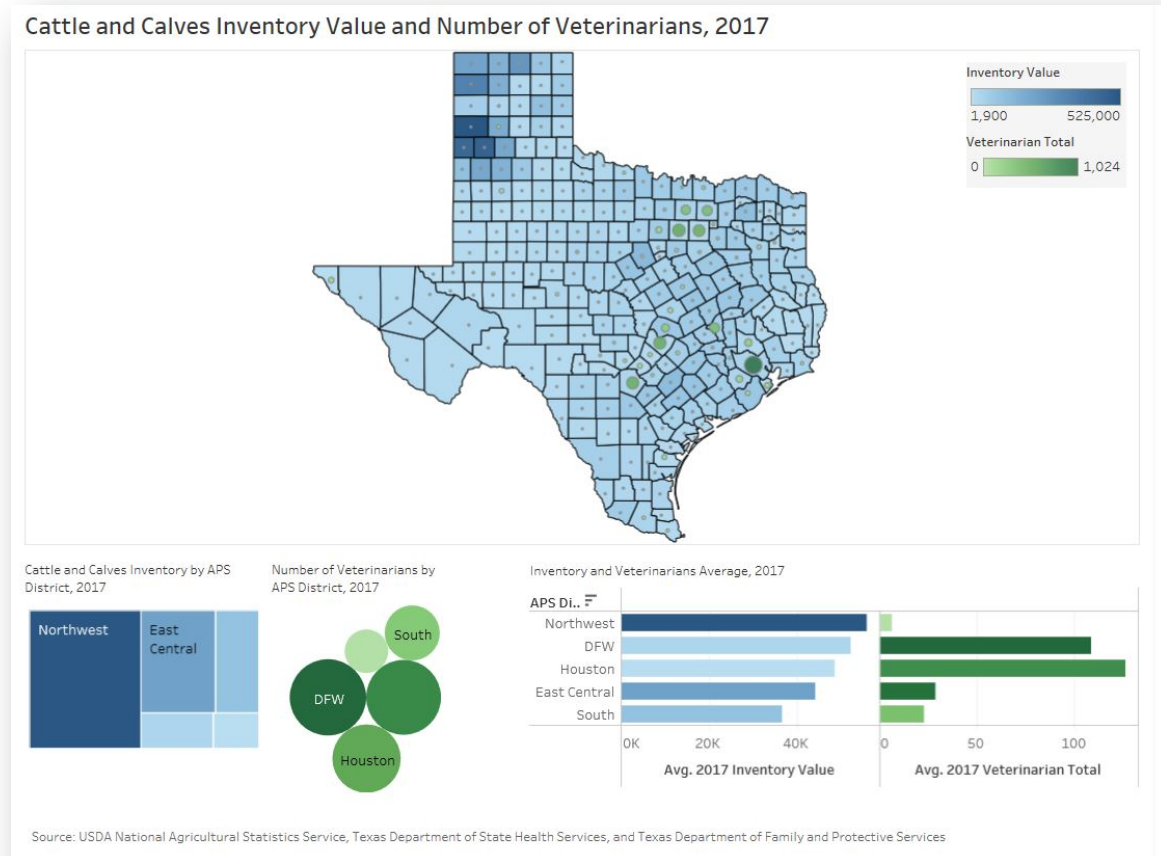 Cattle and Calves Inventory Value and Number of Veterinarians, 2017
Inventory Value
1,900 525,000
Veterinarian Total
0 1,024
Cattle and Calves Inventory by APS
District, 2017
Northwest
East
Central
Number of Veterinarians by
APS District, 2017
South
DFW
Houston
Inventory and Veterinarians Average, 2017
APS Di..
Northwest
DFW
Houston
East Central
South
0K 20K 40K 0 50 100
Avg. 2017 Inventory Value Avg. 2017 Veterinarian Total
Source: USDA National Agricultural Statistics Service, Texas Department of State Health Services, and Texas Department of Family and Protective Services